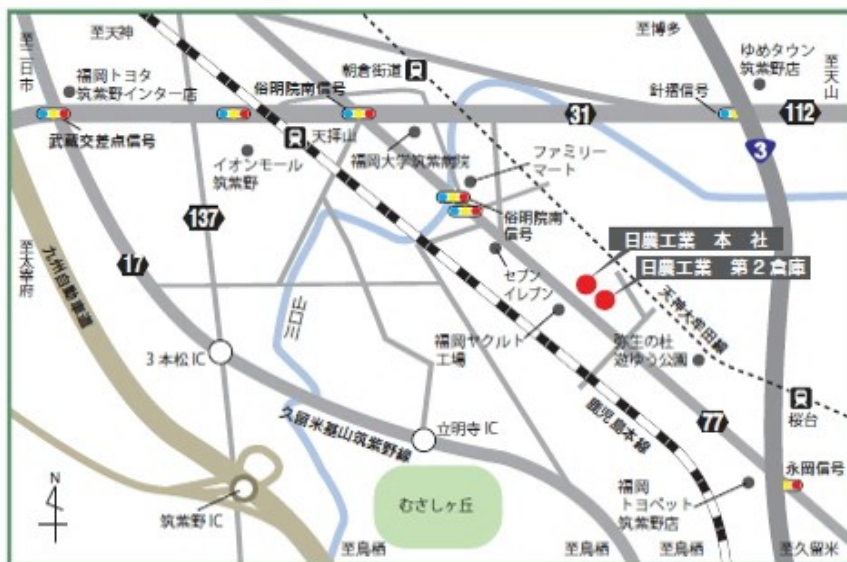 至天神
至博多
ゆめタウン
筑紫野店
至天山
至二日市
福岡トヨタ
筑紫野インター店
俗明院南信号
朝倉街道
針摺信号
31
112
3
武蔵交差点信号
天拝山
イオンモール
筑紫野
福岡大学筑紫病院
ファミリー
マート
俗明院南
信号
137
17
至太宰府
九州自動車道
日農工業 本 社
日農工業 第2倉庫
セブン
イレブン
天神大牟田線
三口山
福岡ヤクルト
工場
弥生の杜
遊ゆう公園
3本松IC
鹿児島本線
77
桜台
久留米基山筑紫野線
立明寺IC
永岡信号
N
筑紫野IC
むさしヶ丘
福岡
トヨペット
筑紫野店
至鳥栖
至鳥栖
至鳥栖
至久留米